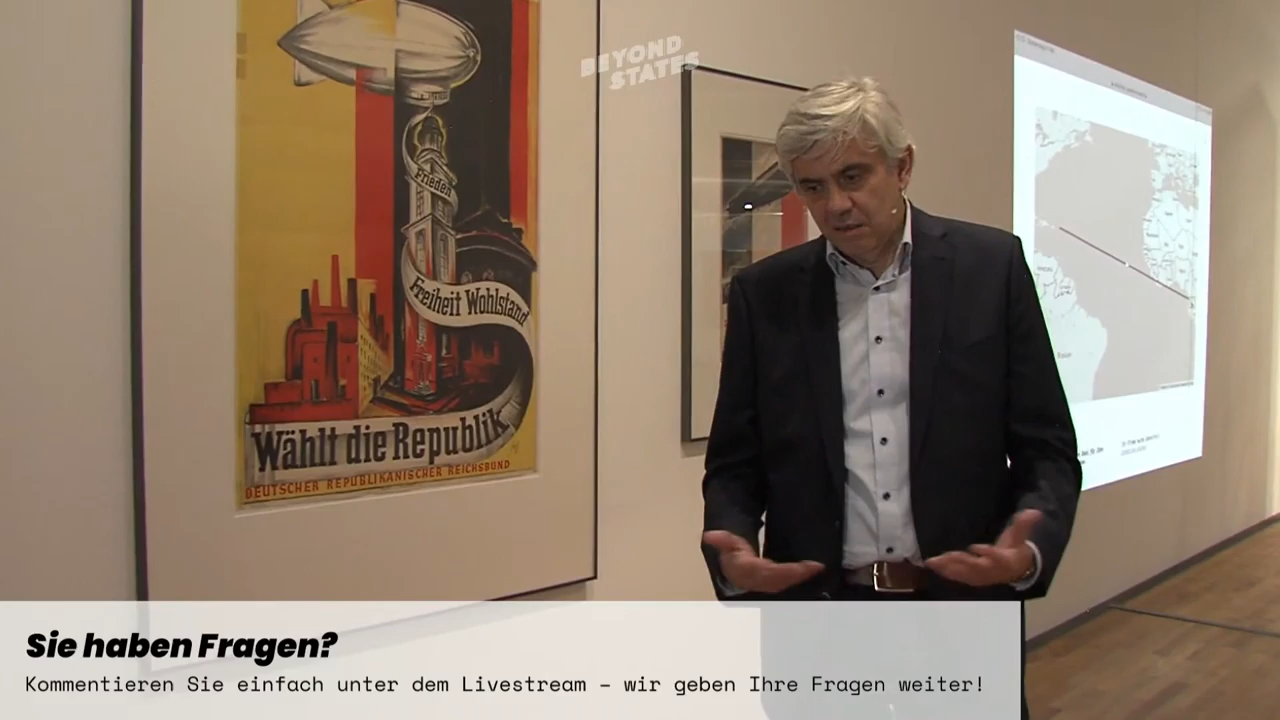 BEYOND
STATES
Frieden
Freiheit Wohlstand
Wählt die Republik
DEUTSCHER REPUBLIKANISCHER REICHSBUND
Sie haben Fragen?
Kommentieren Sie einfach unter dem Livestream – wir geben Ihre Fragen weiter!